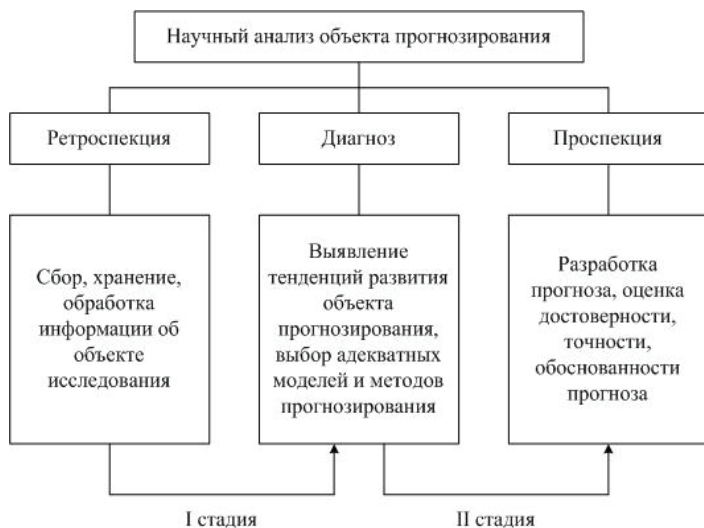 Научный анализ объекта прогнозирования
Ретроспекция
Диагноз
Проспекция
Сбор, хранение,
обработка
информации об
объекте
исследования
Выявление
тенденций развития
объекта
прогнозирования,
выбор адекватных
моделей и методов
прогнозирования
Разработка
прогноза, оценка
достоверности,
точности,
обоснованности
прогноза
I стадия
II стадия